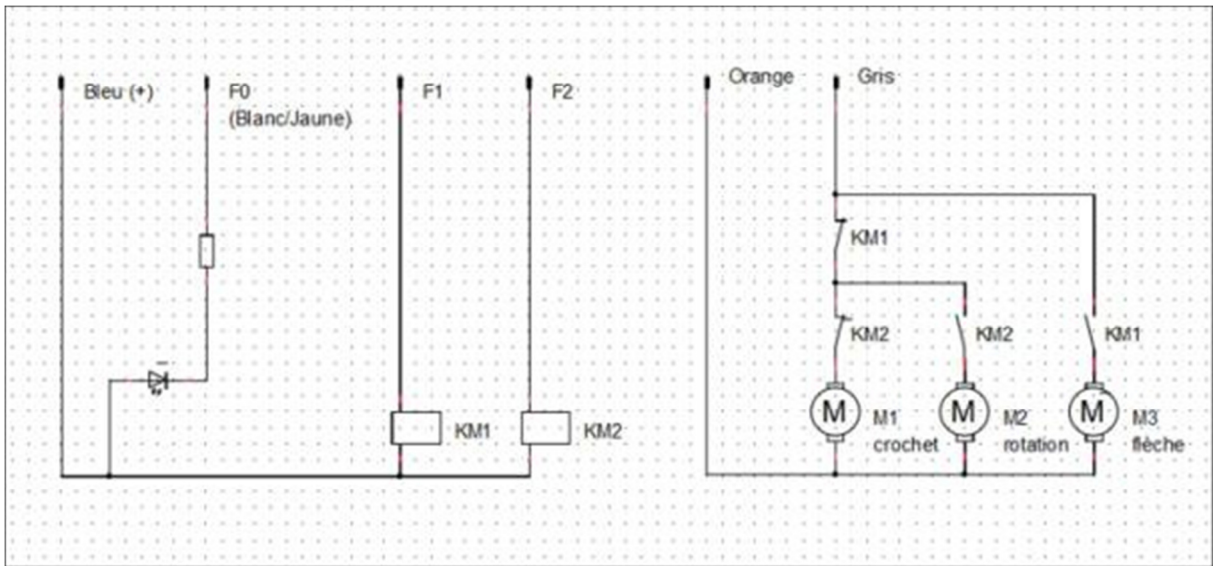 Bleu (+)
F0
(Blanc/Jaune)
F1
F2
Orange
Gris
KM1
KM2
KM2
KM1
KM1
KM2
M
M
M
M1
crochet
M2
rotation
M3
flèche